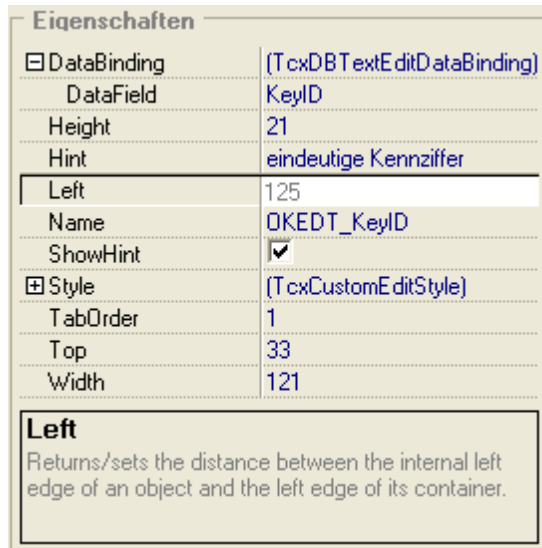 Eigenschaften
DataBinding (TcxDBTextEditDataBinding)
DataField KeyID
Height 21
Hint eindeutige Kennziffer
Left 125
Name OKEDT_KeyID
ShowHint
Style (TcxCustomEditStyle)
TabOrder 1
Top 33
Width 121
Left
Returns/sets the distance between the internal left
edge of an object and the left edge of its container.